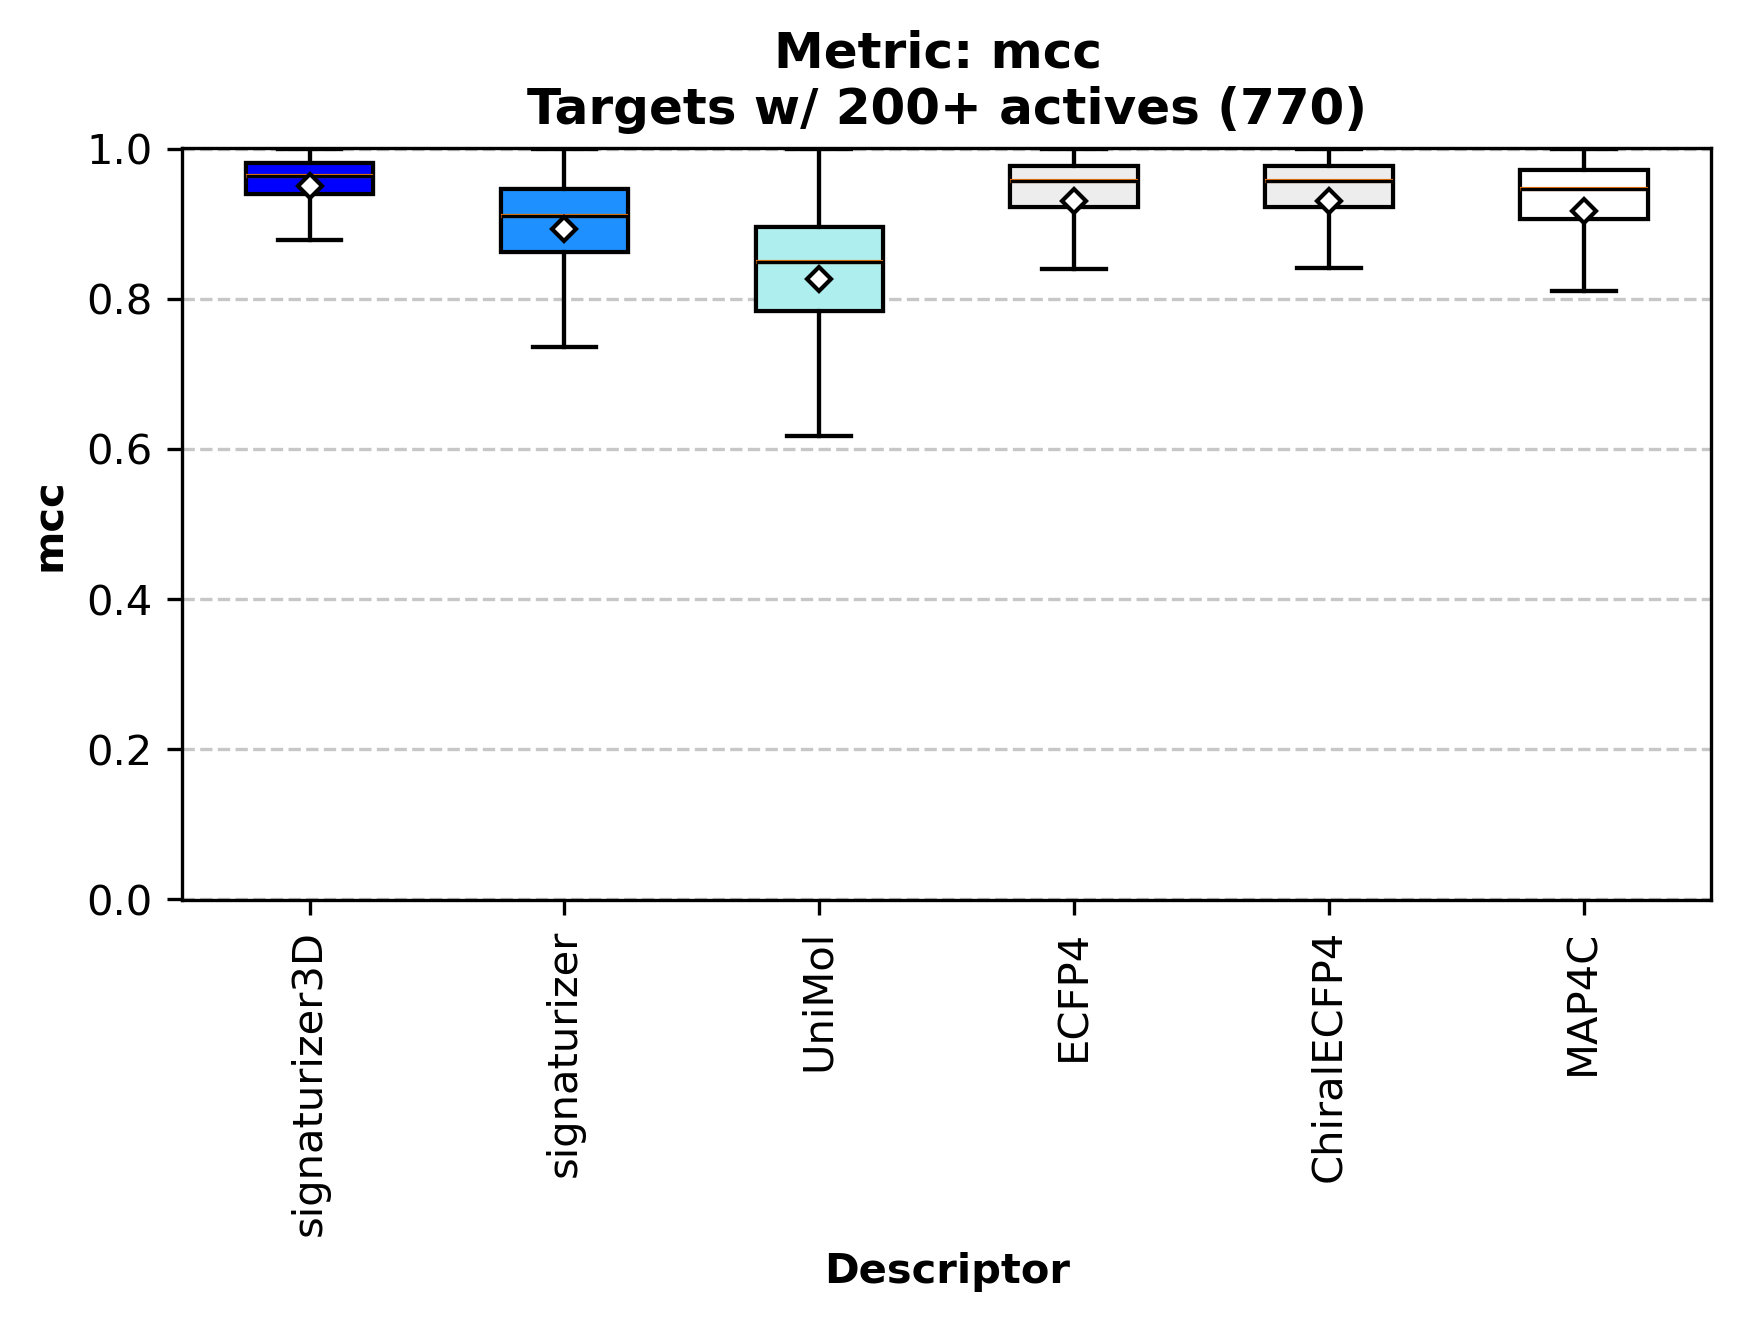 Metric: mcc
Targets w/ 200+ actives (770)
1.0
0.8
0.6
0.4
0.2
0.0
mcc
signaturizer3D
signaturizer
UniMol
ECFP4
ChiralECFP4
MAP4C
Descriptor